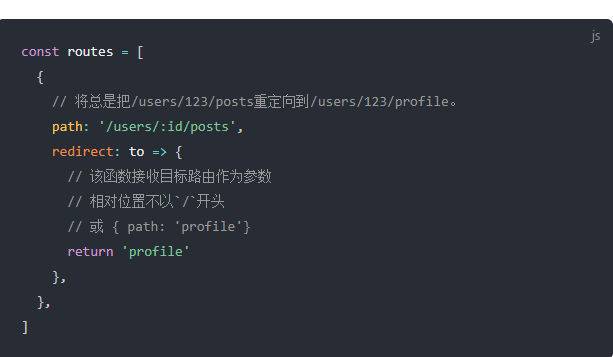 js
const routes = [
  {
    // 将总是把/users/123/posts重定向到/users/123/profile。
    path: '/users/:id/posts',
    redirect: to => {
      // 该函数接收目标路由作为参数
      // 相对位置不以`/`开头
      // 或 { path: 'profile'}
      return 'profile'
    },
  },
]